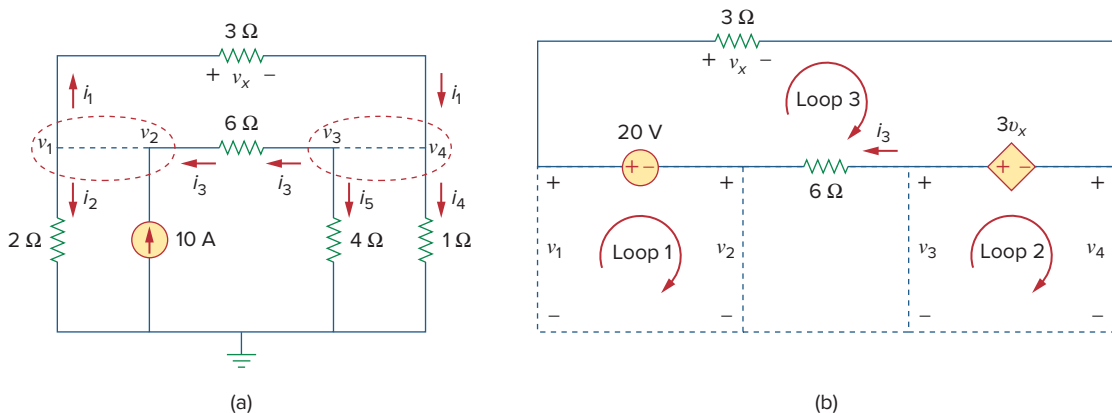 3 Ω
+ vₓ −
i₁
i₁
v₁
v₂
6 Ω
v₃
v₄
i₃
i₃
i₂
i₅
i₄
2 Ω
10 A
4 Ω
1 Ω
(a)
3 Ω
+ vₓ −
Loop 3
20 V
i₃
3vₓ
+ −
+ −
6 Ω
+ + + +
v₁
Loop 1
v₂
v₃
Loop 2
v₄
− − − −
(b)